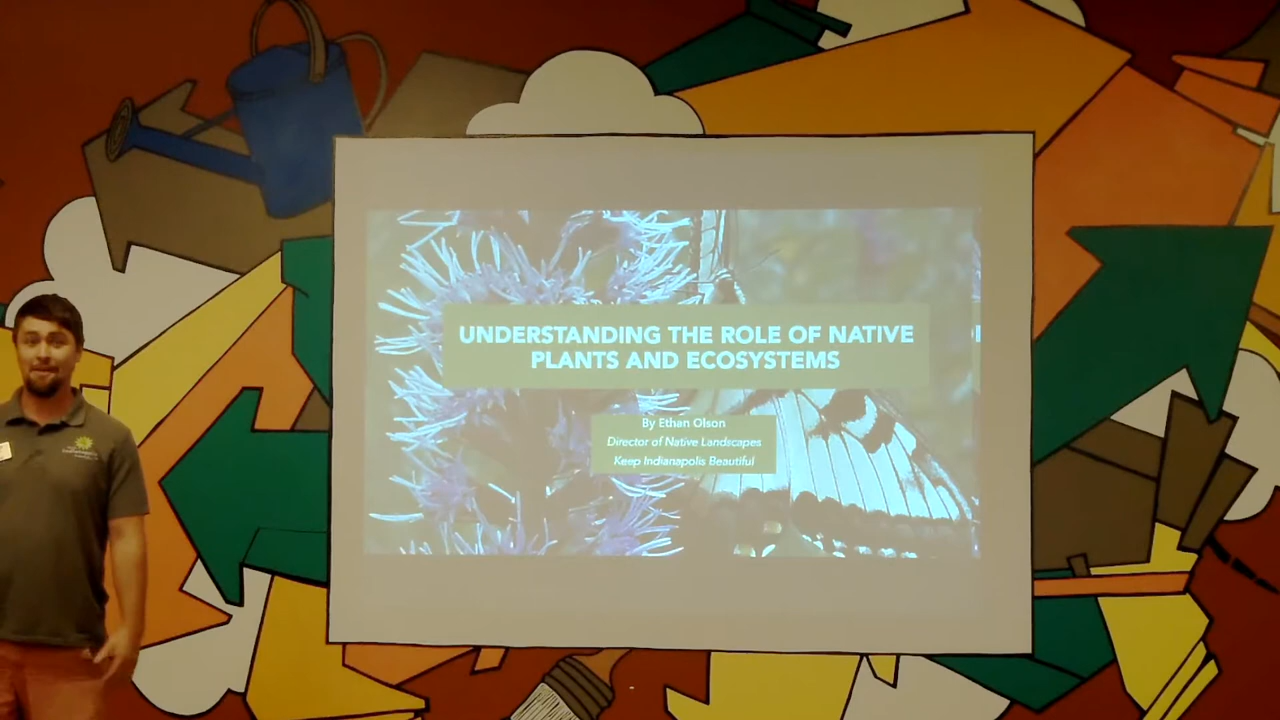 UNDERSTANDING THE ROLE OF NATIVE
PLANTS AND ECOSYSTEMS
By Ethan Olson
Director of Native Landscapes
Keep Indianapolis Beautiful